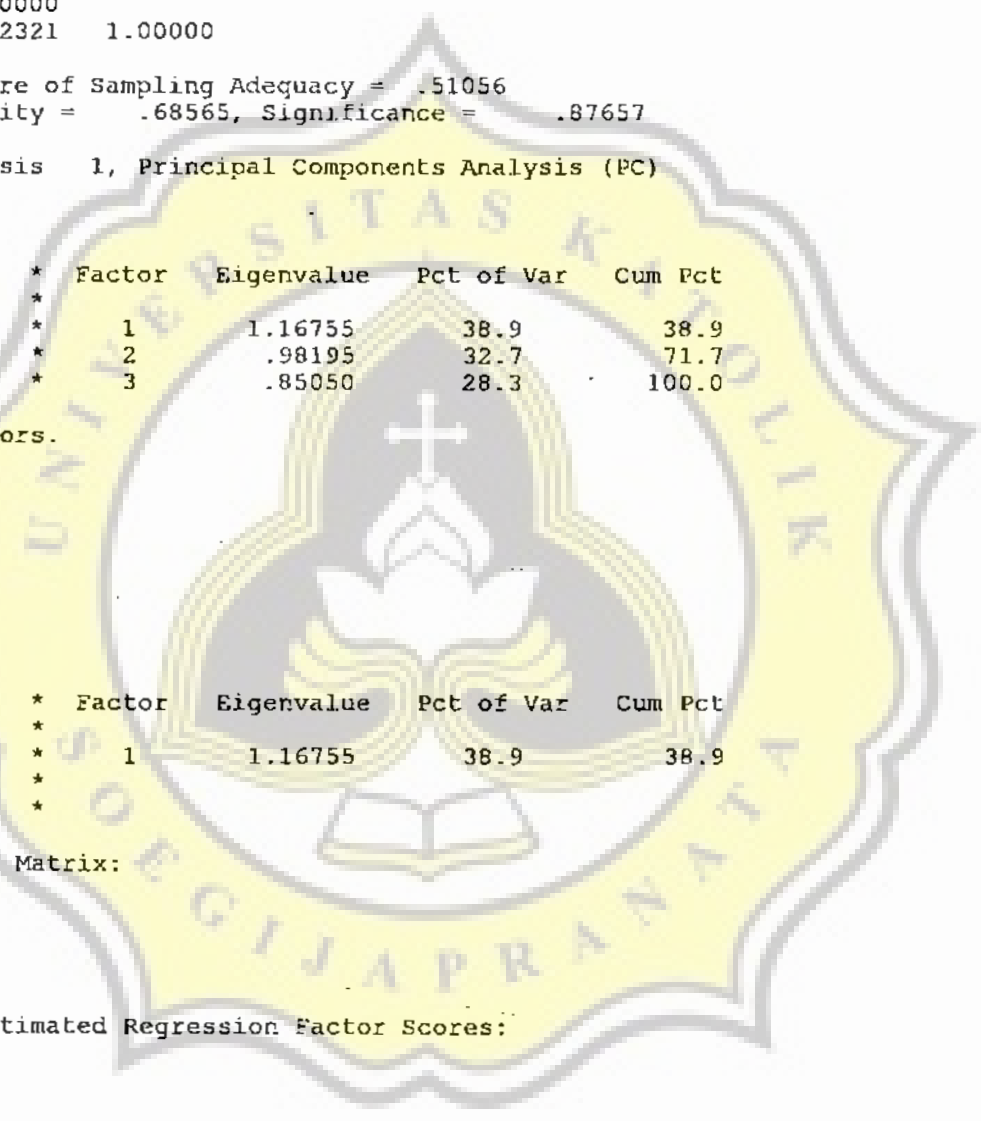 0000
2321 1.00000
re of Sampling Adequacy = .51056
ity = .68565, Significance = .87657
sis 1, Principal Components Analysis (PC)
* Factor Eigenvalue Pct of Var Cum Pct
*
* 1 1.16755 38.9 38.9
* 2 .98195 32.7 71.7
* 3 .85050 28.3 100.0
ors.
* Factor Eigenvalue Pct of Var Cum Pct
*
* 1 1.16755 38.9 38.9
*
*
Matrix:
timated Regression Factor Scores:
UNIVERSITAS KATOLIK
SOEGIJAPRANATA